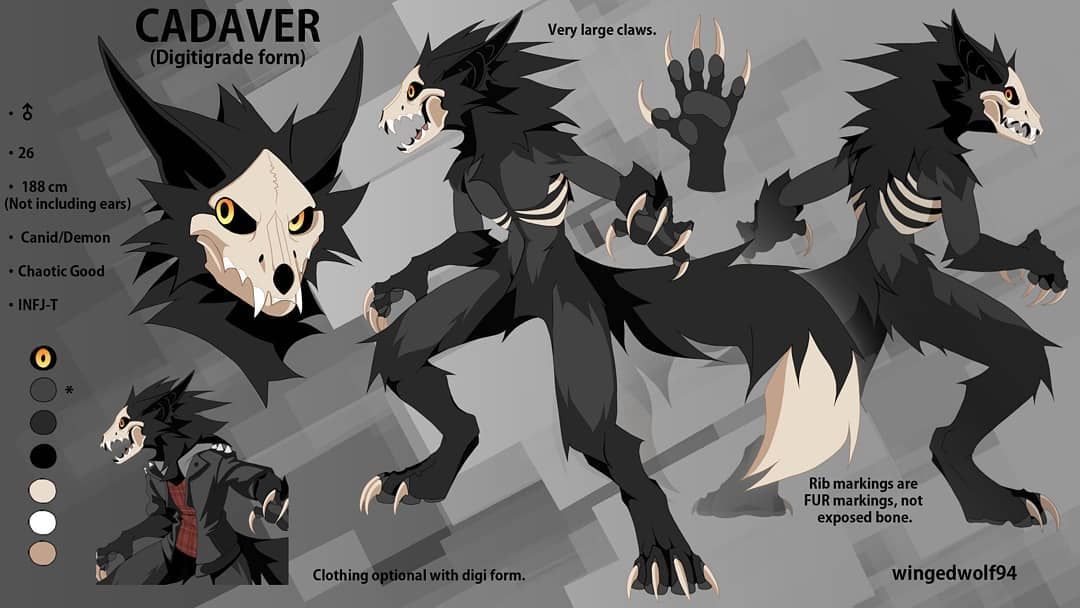 CADAVER
(Digitigrade form)
Very large claws.
• ♂
• 26
• 188 cm
(Not including ears)
• Canid/Demon
• Chaotic Good
• INFJ-T
*
Rib markings are
FUR markings, not
exposed bone.
Clothing optional with digi form.
wingedwolf94